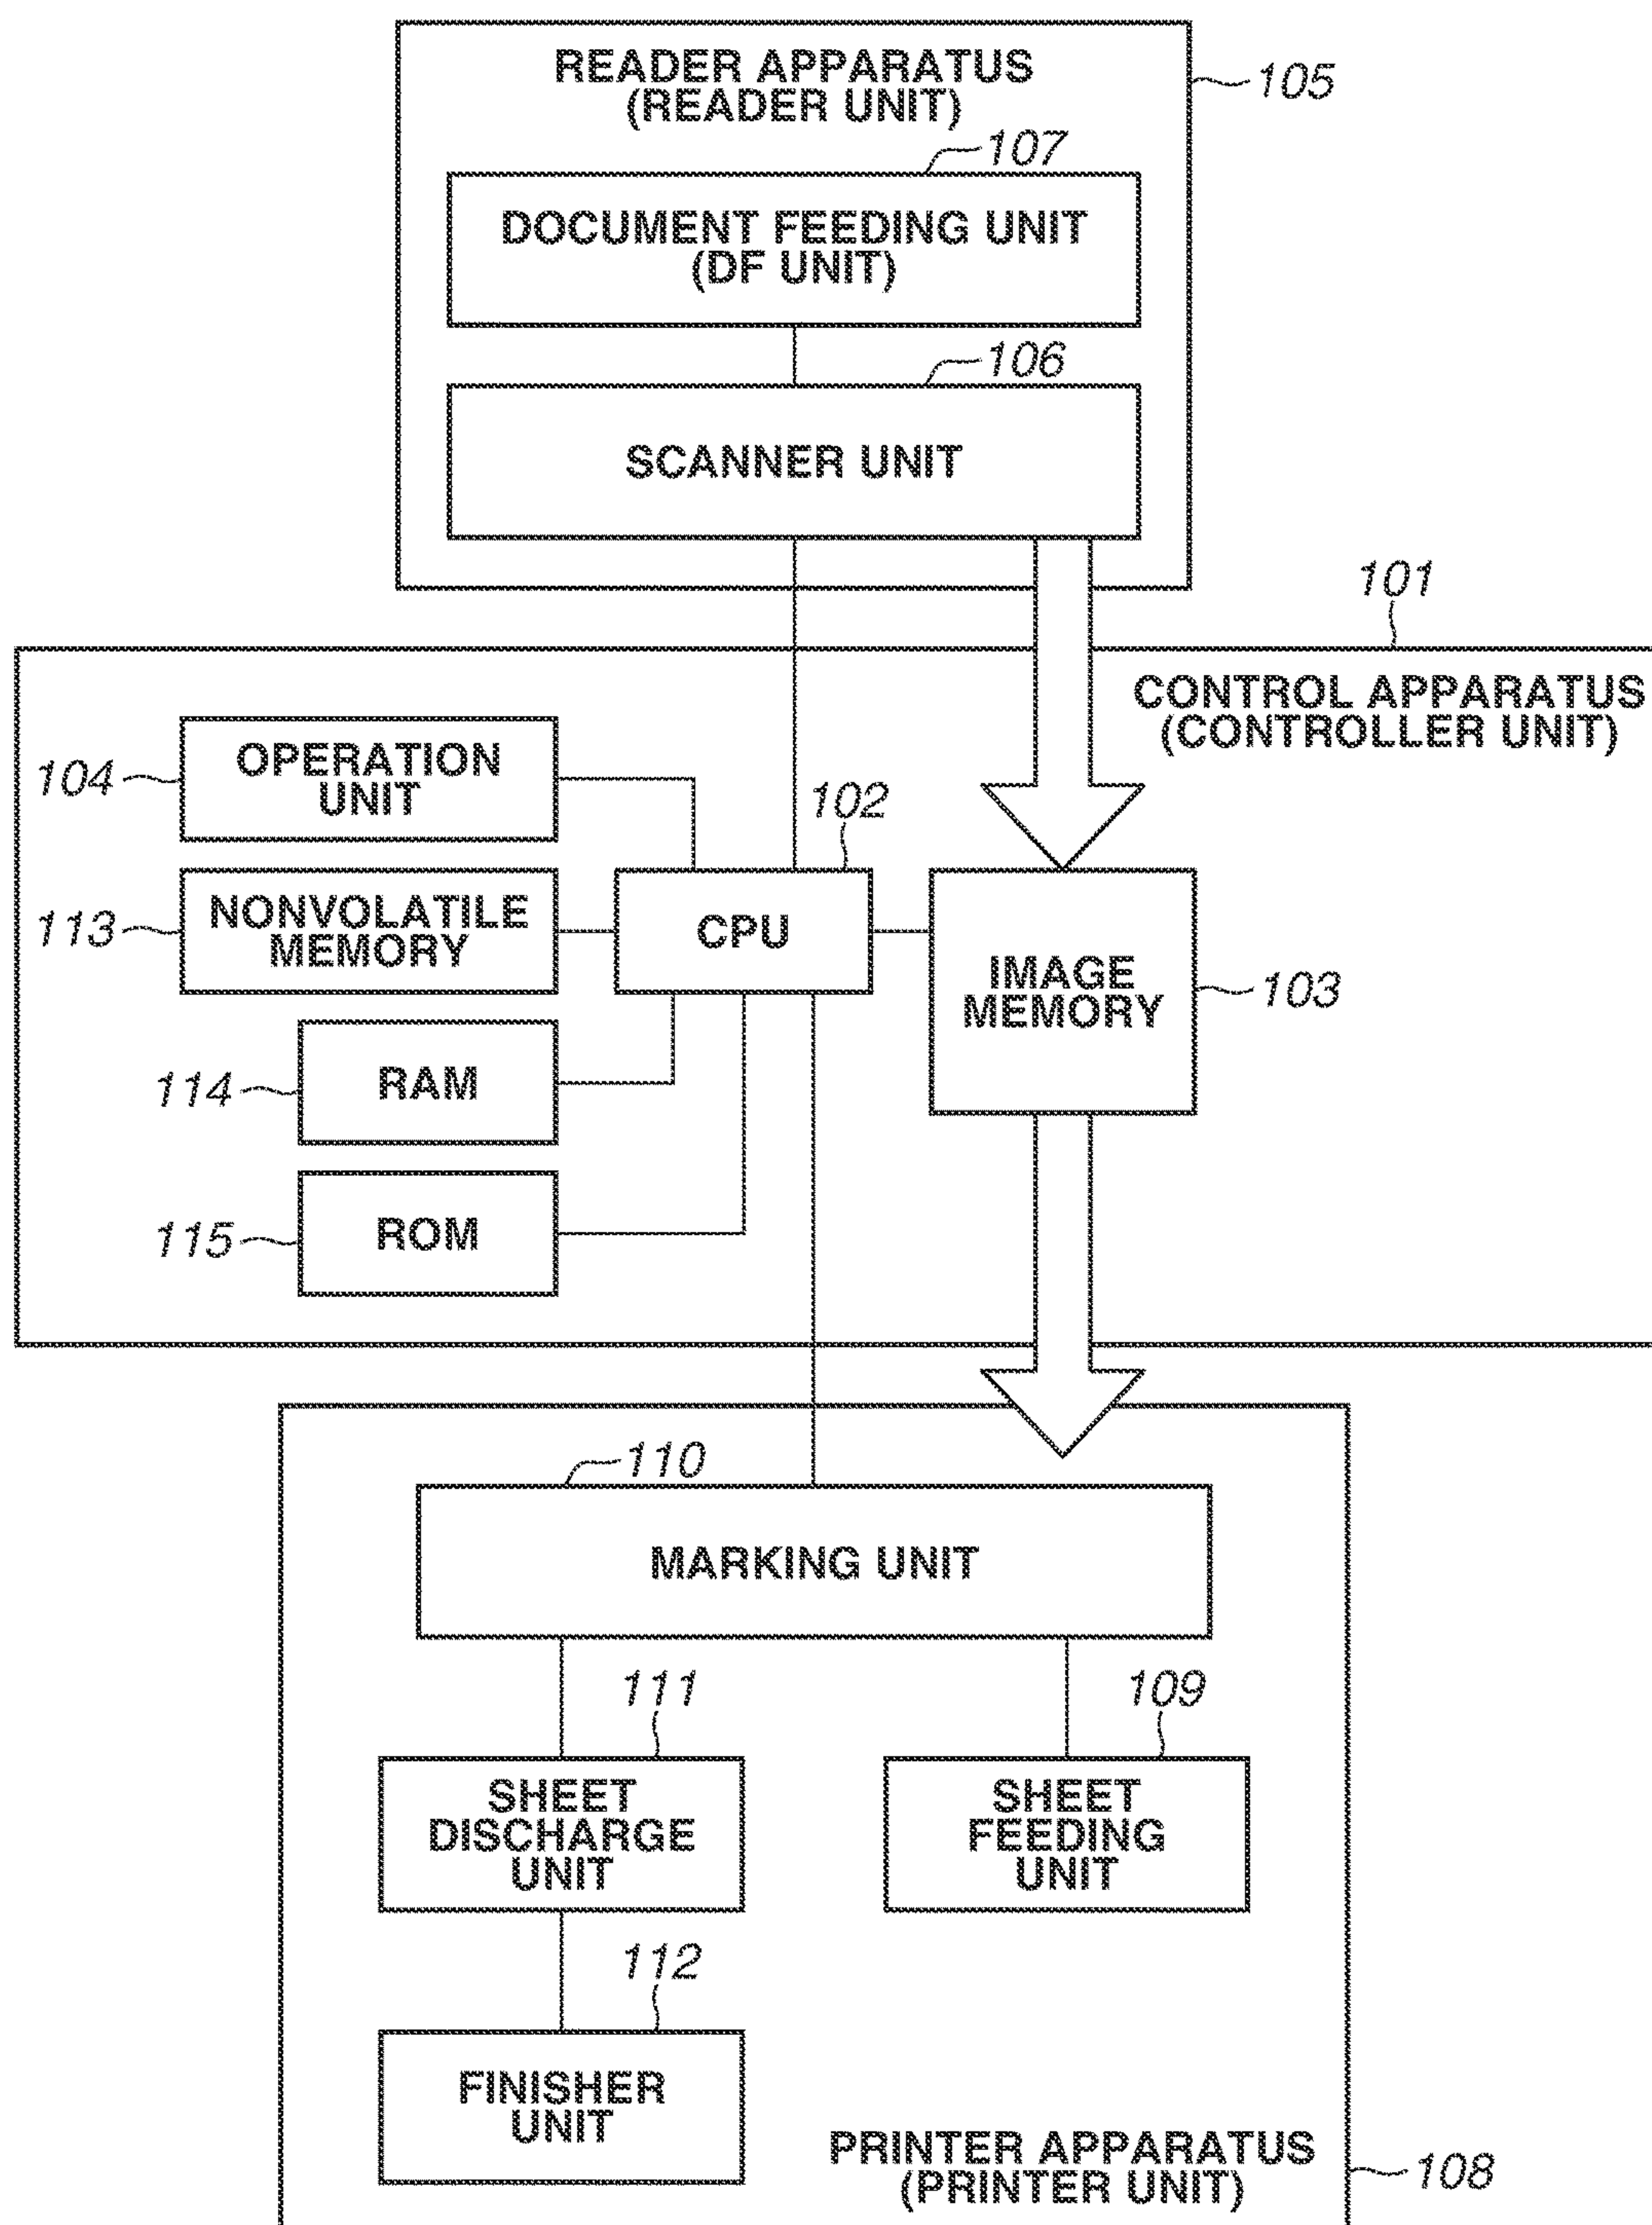 READER APPARATUS
(READER UNIT)
105
107
DOCUMENT FEEDING UNIT
(DF UNIT)
106
SCANNER UNIT
101
CONTROL APPARATUS
(CONTROLLER UNIT)
104
OPERATION
UNIT
102
113
NONVOLATILE
MEMORY
CPU
IMAGE
MEMORY
103
114
RAM
115
ROM
110
MARKING UNIT
111
109
SHEET
DISCHARGE
UNIT
SHEET
FEEDING
UNIT
112
FINISHER
UNIT
PRINTER APPARATUS
(PRINTER UNIT)
108